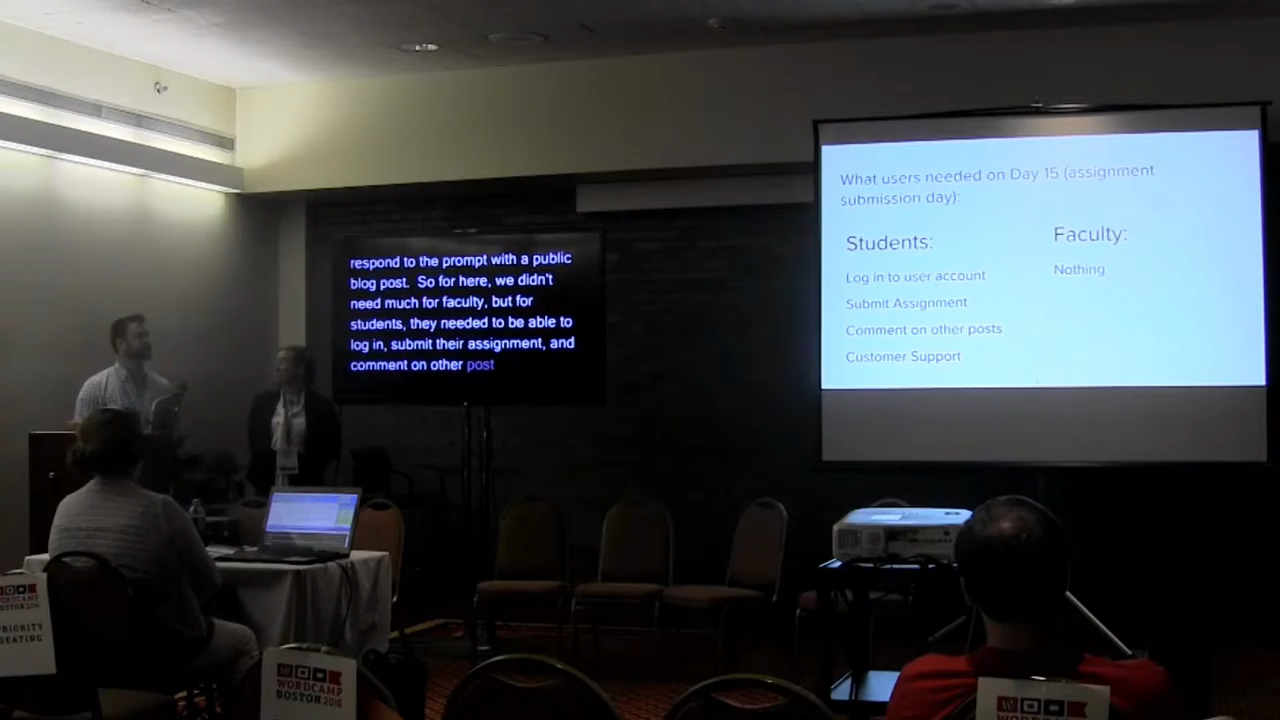 respond to the prompt with a public
blog post. So for here, we didn't
need much for faculty, but for
students, they needed to be able to
log in, submit their assignment, and
comment on other post
What users needed on Day 15 (assignment
submission day):
Students:
Log in to user account
Submit Assignment
Comment on other posts
Customer Support
Faculty:
Nothing
WORDCAMP
BOSTON 2016
PRIORITY
SEATING
WORDCAMP
BOSTON 2016